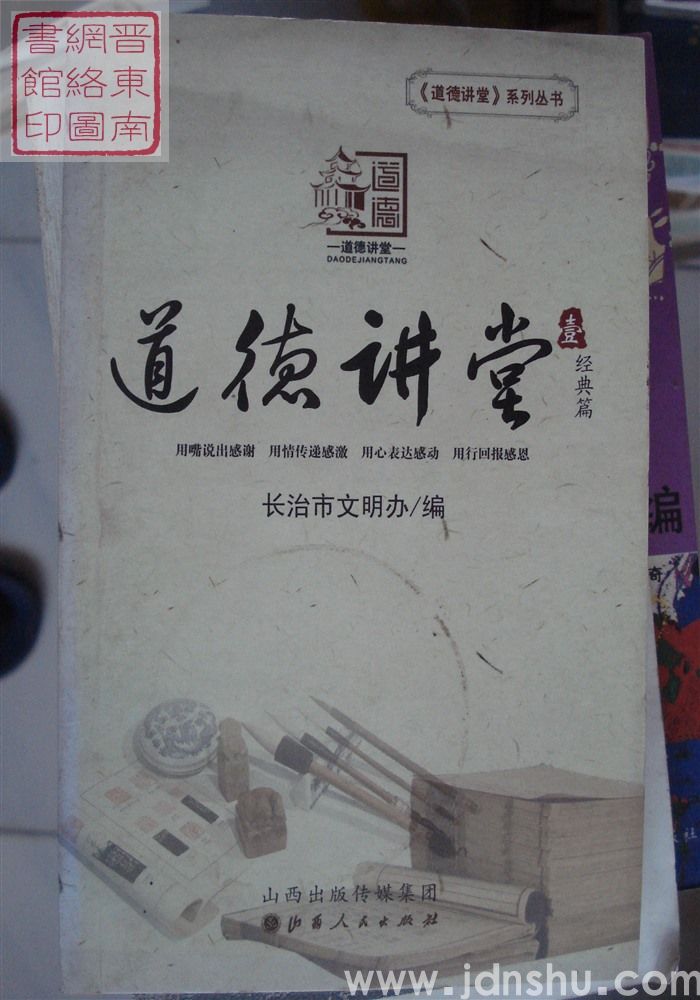 晋東南
網絡圖
書館印
《道德讲堂》系列丛书
道德
—道德讲堂—
DAODEJIANGTANG
道德讲堂
壹
经典篇
用嘴说出感谢 用情传递感激 用心表达感动 用行回报感恩
长治市文明办/编
山西出版传媒集团
山西人民出版社
编
奇
社
www.jdnshu.com